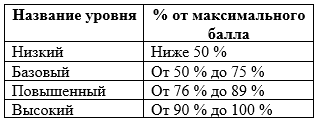 Название уровня % от максимального балла
Низкий Ниже 50 %
Базовый От 50 % до 75 %
Повышенный От 76 % до 89 %
Высокий От 90 % до 100 %